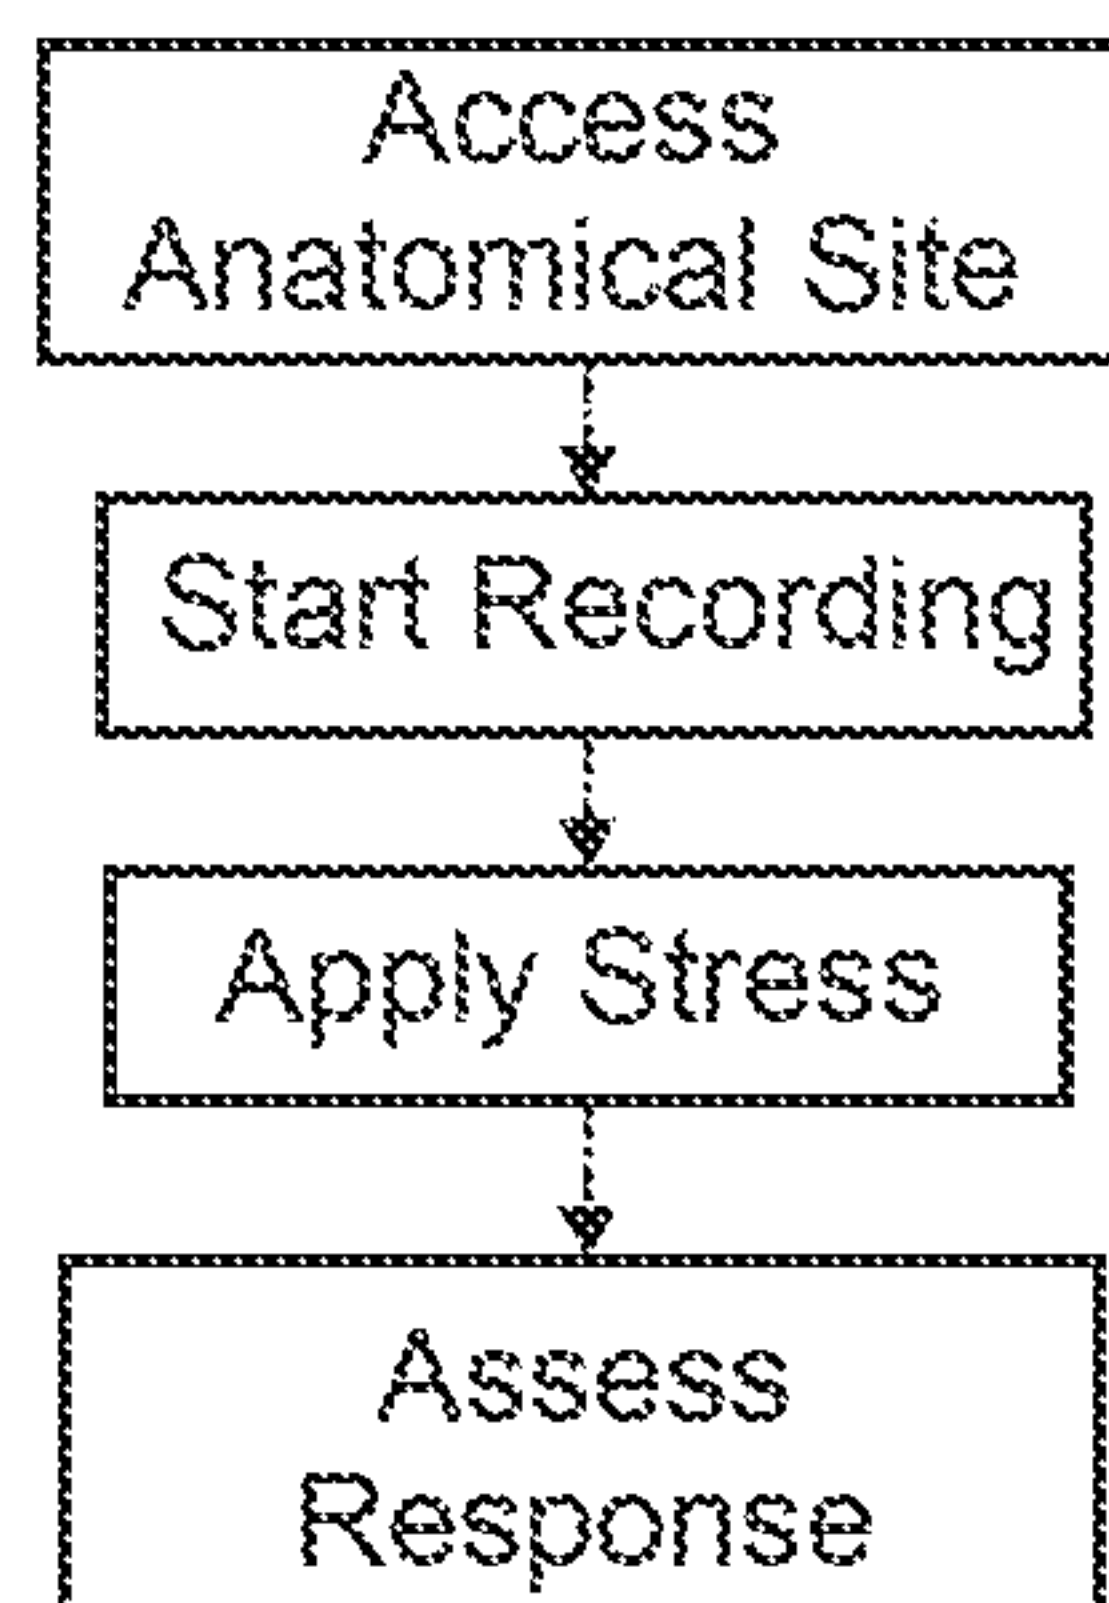 Access
Anatomical Site
Start Recording
Apply Stress
Assess
Response